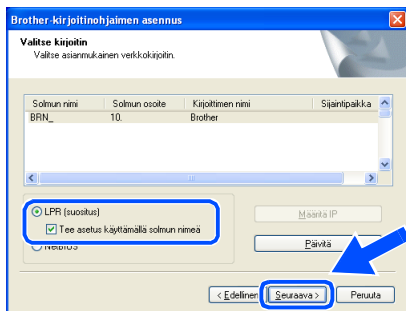 Brother-kirjoitinohjaimen asennus
Valitse kirjoitin
Valitse asianmukainen verkkokirjoitin.
Solmun nimi Solmun osoite Kirjoittimen nimi Sijaintipaikka
BRN_ 10. Brother
LPR (suositus)
Tee asetus käyttämällä solmun nimeä
NetBIOS
Määritä IP
Päivitä
< Edellinen Seuraava > Peruuta